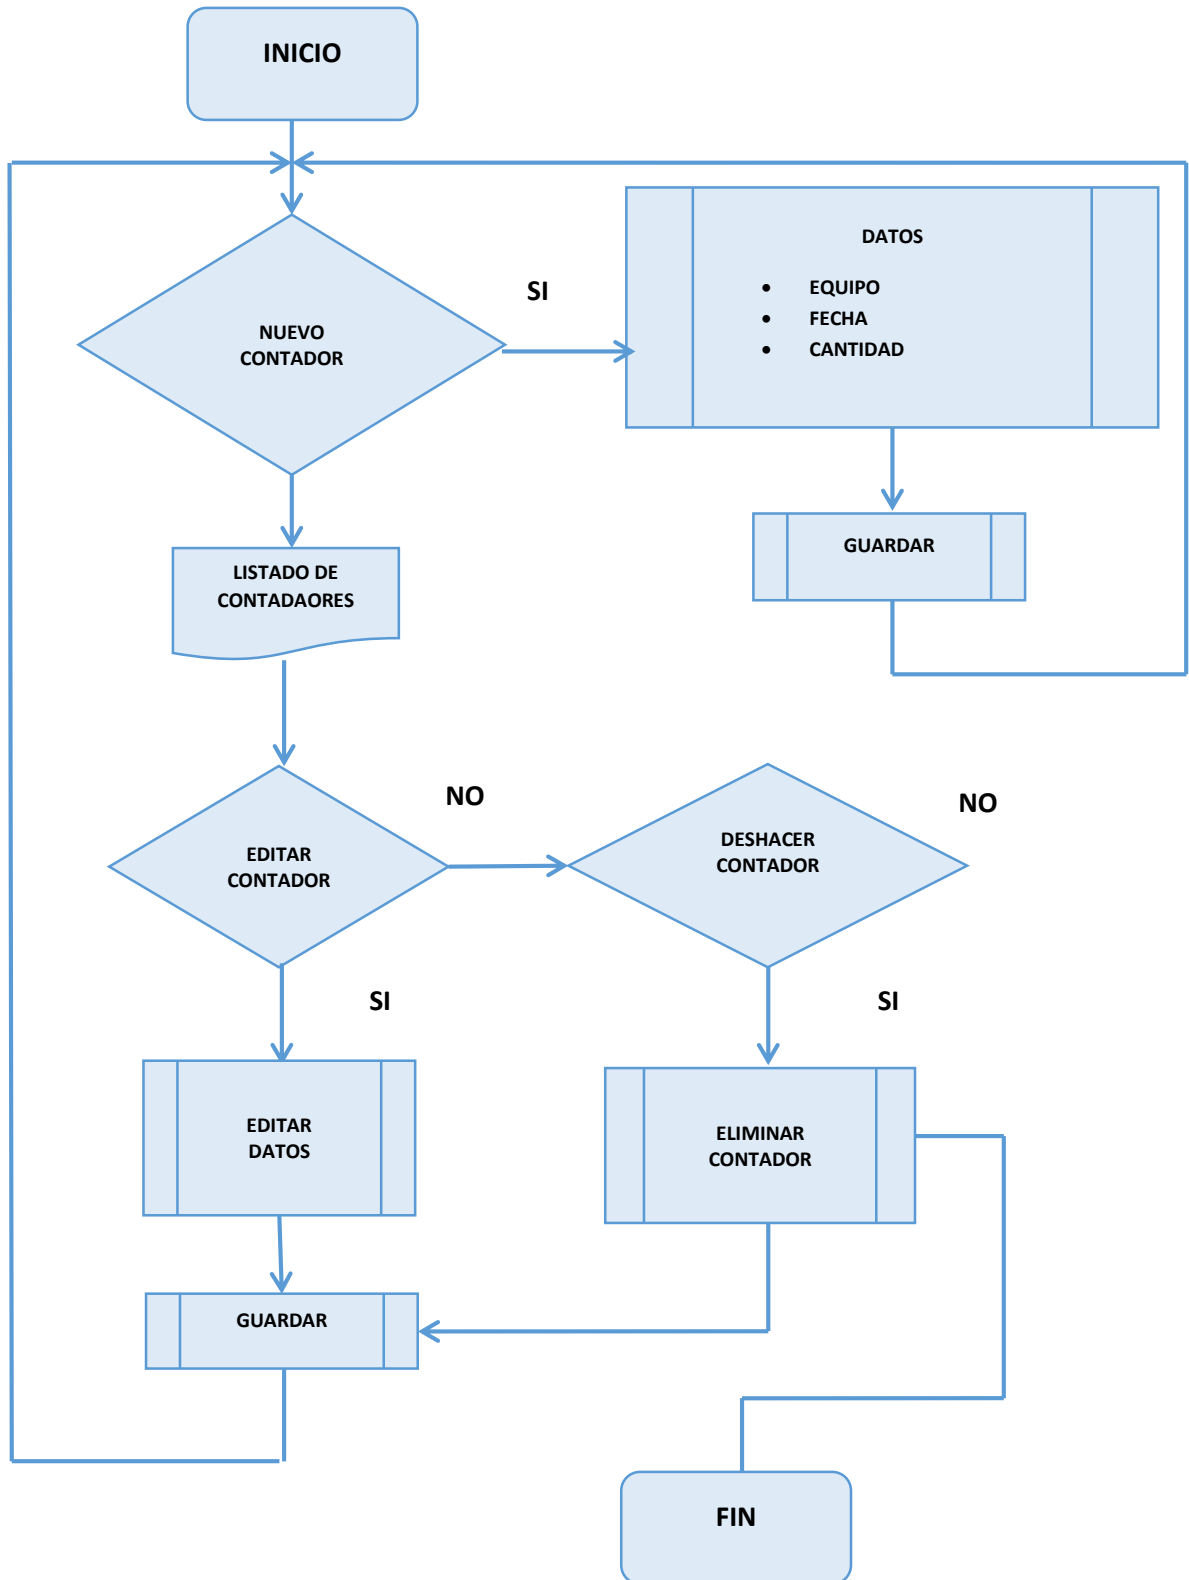 INICIO
SI
DATOS
• EQUIPO
• FECHA
• CANTIDAD
NUEVO
CONTADOR
GUARDAR
LISTADO DE
CONTADAORES
NO
NO
DESHACER
CONTADOR
EDITAR
CONTADOR
SI
SI
EDITAR
DATOS
ELIMINAR
CONTADOR
GUARDAR
FIN